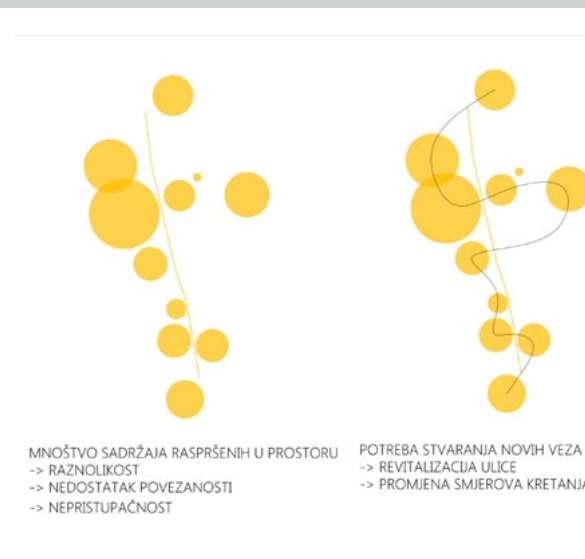 MNOŠTVO SADRŽAJA RASPRŠENIH U PROSTORU
-> RAZNOLIKOST
-> NEDOSTATAK POVEZANOSTI
-> NEPRISTUPAČNOST
POTREBA STVARANJA NOVIH VEZA
-> REVITALIZACIJA ULICE
-> PROMJENA SMJEROVA KRETANJA